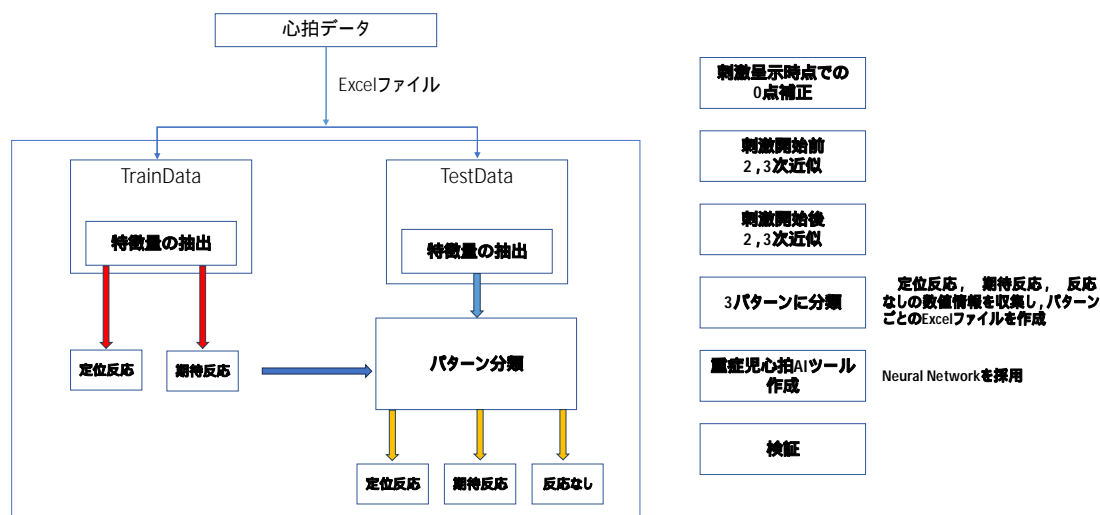 心拍データ
Excelファイル
TrainData
特徴量の抽出
定位反応
期待反応
TestData
特徴量の抽出
パターン分類
定位反応
期待反応
反応なし
刺激呈示時点での
0点補正
刺激開始前
2,3次近似
刺激開始後
2,3次近似
3パターンに分類
定位反応, 期待反応, 反応
なしの数値情報を収集し,パターン
ごとのExcelファイルを作成
重症児心拍AIツール
作成
Neural Networkを採用
検証